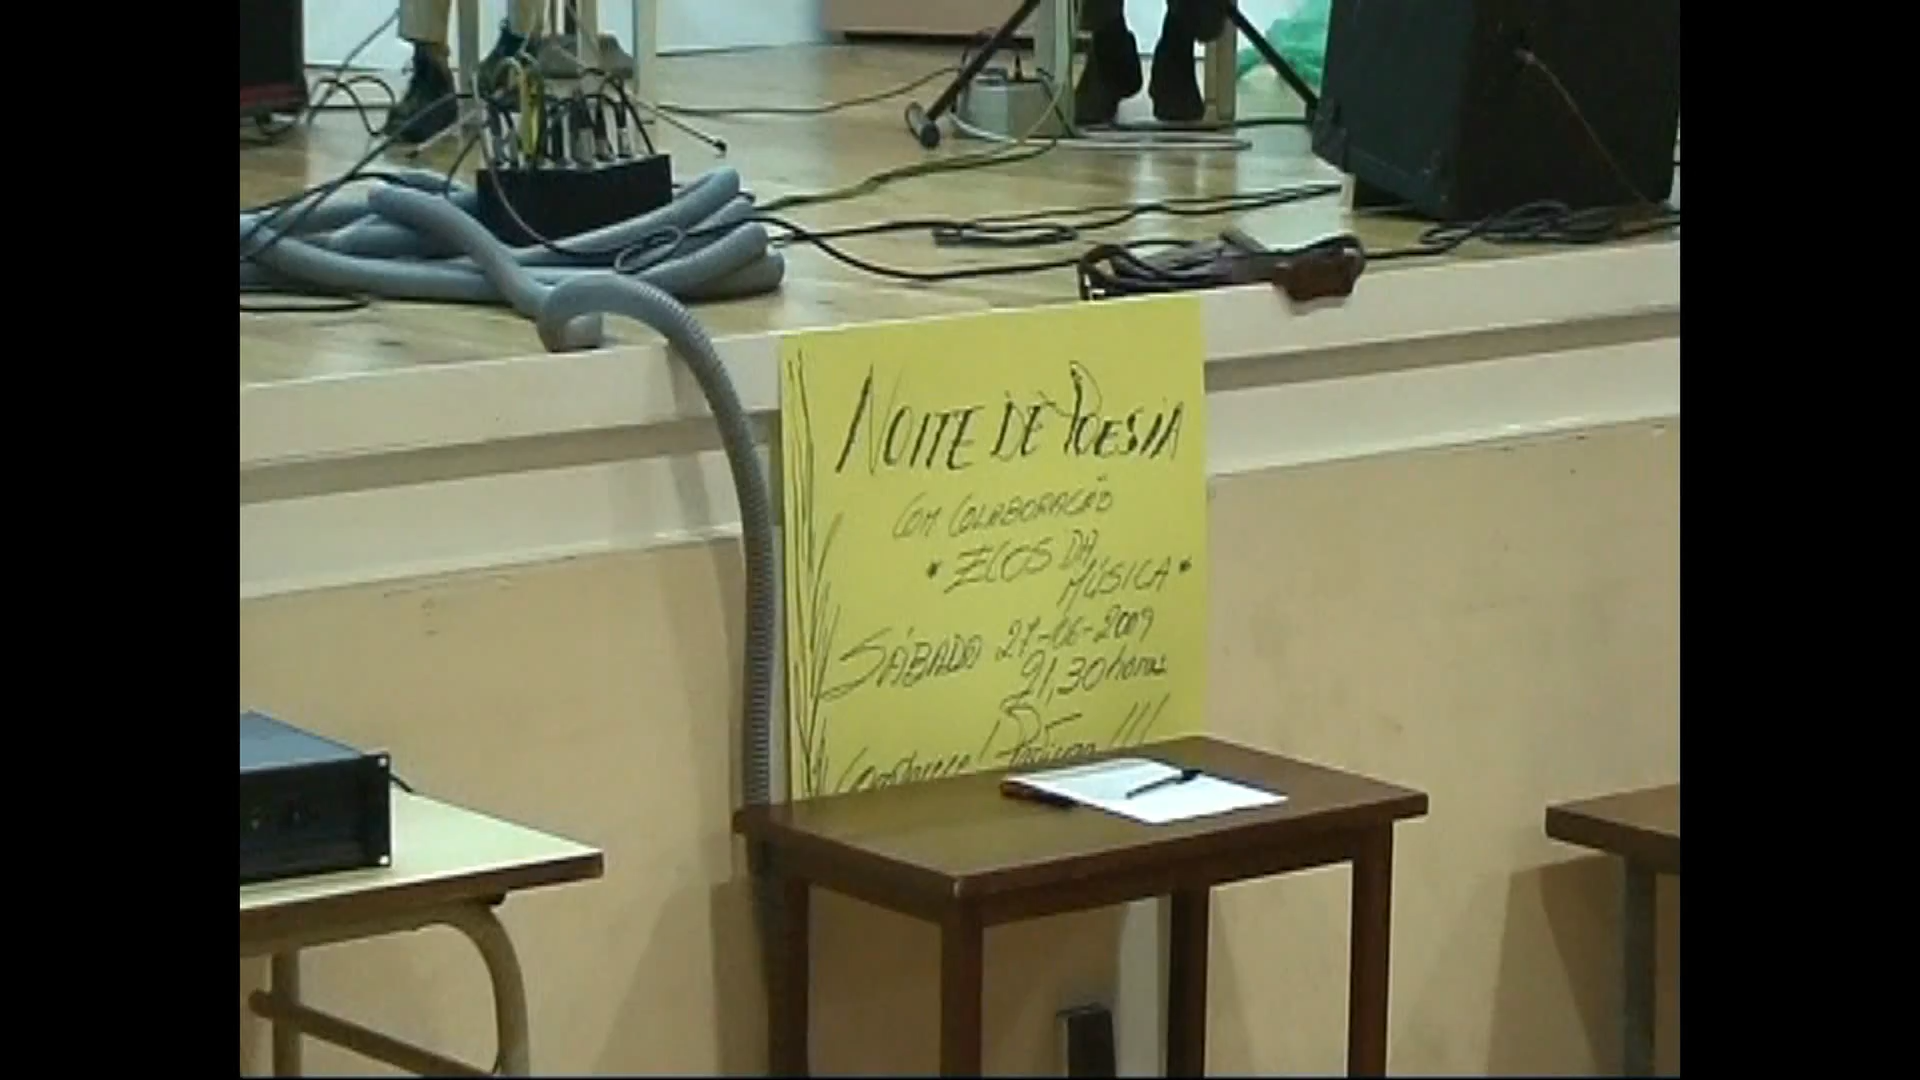 NOITE DE POESIA
COM COLABORAÇÃO
* ECOS DA
MÚSICA *
SÁBADO 27-06-2009
21,30 horas